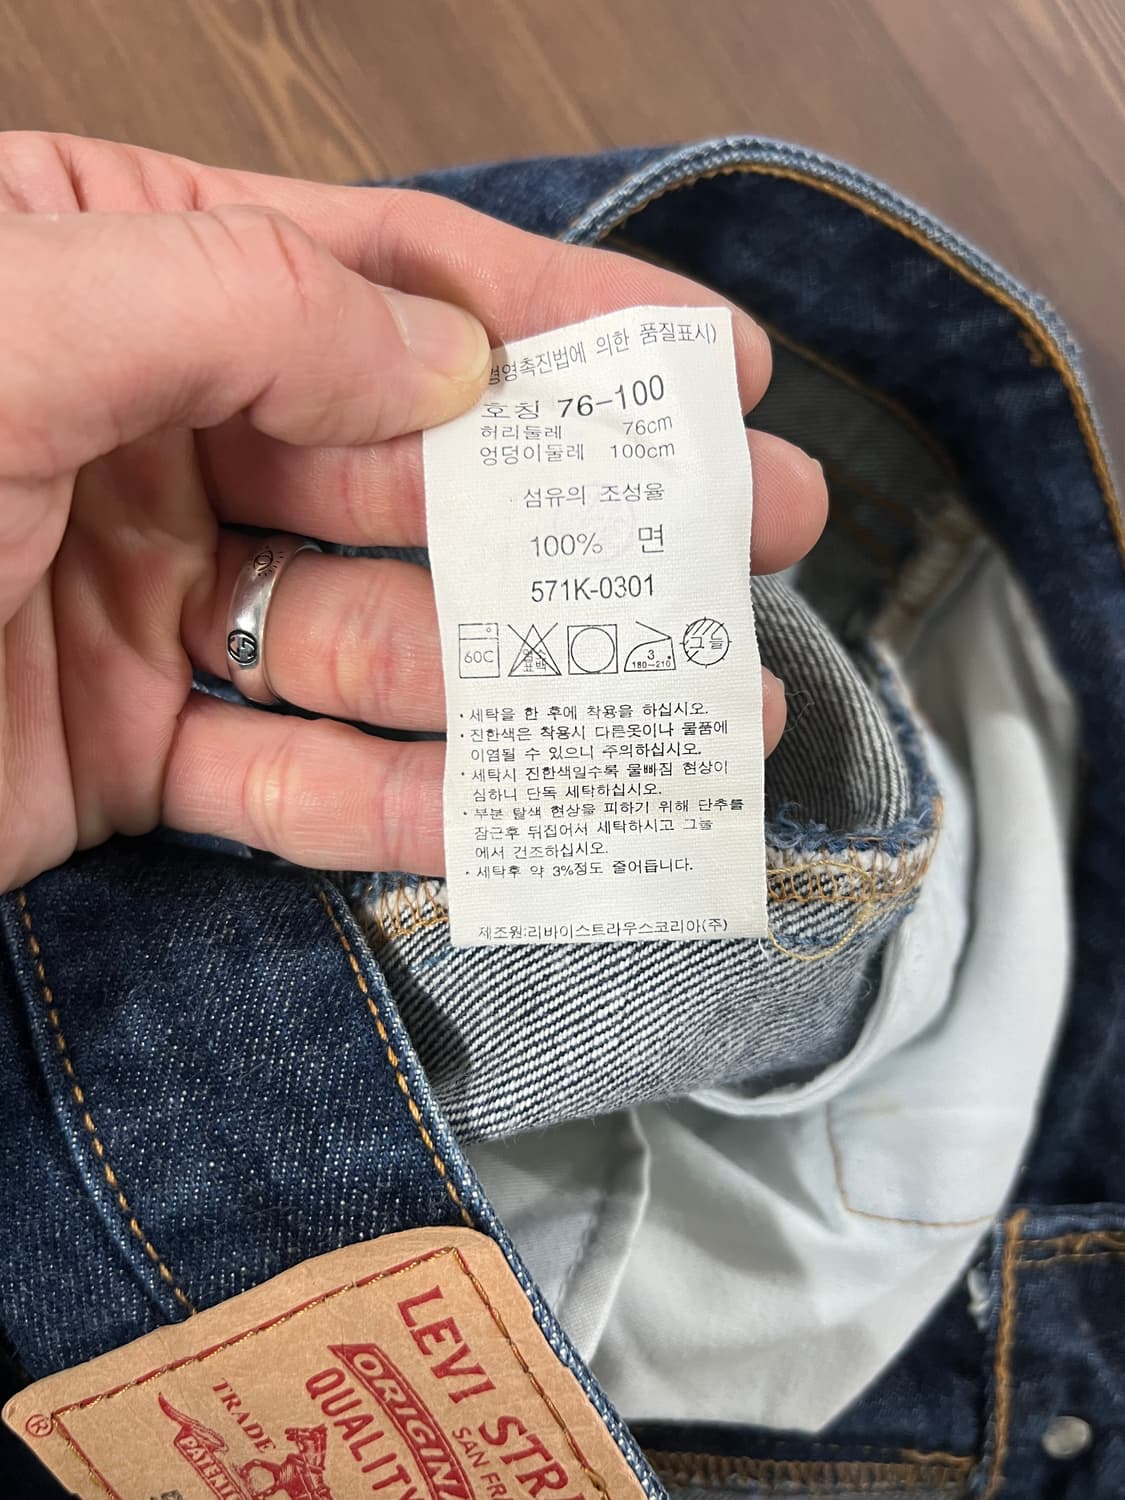 경영촉진법에 의한 품질표시)
호칭 76-100
허리둘레 76cm
엉덩이둘레 100cm
섬유의 조성율
100% 면
571K-0301
60C
염소
표백
3
180-210°
그늘
・세탁을 한 후에 착용을 하십시오.
・진한색은 착용시 다른옷이나 물품에
이염될 수 있으니 주의하십시오.
・세탁시 진한색일수록 물빠짐 현상이
심하니 단독 세탁하십시오.
・부분 탈색 현상을 피하기 위해 단추를
잠근후 뒤집어서 세탁하시고 그늘
에서 건조하십시오.
・세탁후 약 3%정도 줄어듭니다.
제조원:리바이스트라우스코리아(주)
LEVI STR
ORIGIN
SAN FR
QUALITY
TRADE
®